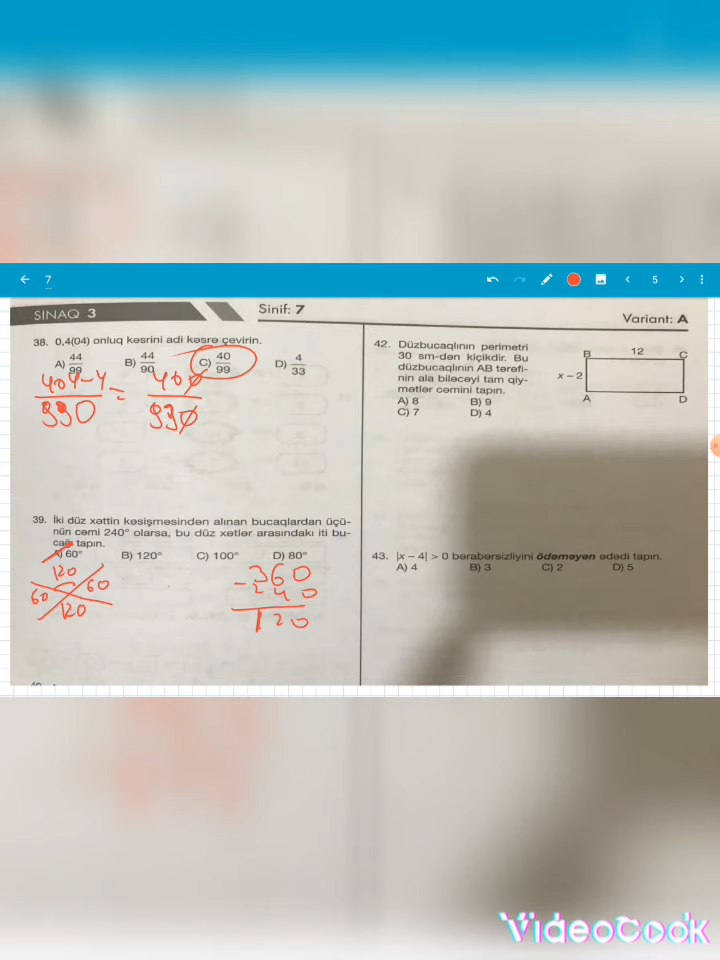 7
5
SINAQ 3
Sinif: 7
Variant: A
38. 0,4(04) onluq kəsrini adi kəsrə çevirin.
A) 44/99 B) 44/90 C) 40/99 D) 4/33
404-4 / 990 = 400 / 990
39. İki düz xəttin kəsişməsindən alınan bucaqlardan üçü-
nün cəmi 240° olarsa, bu düz xətlər arasındakı iti bu-
cağı tapın.
A) 60° B) 120° C) 100° D) 80°
120
60 60
120
360
- 240
120
42. Düzbucaqlının perimetri
30 sm-dən kiçikdir. Bu
düzbucaqlının AB tərəfi-
nin ala biləcəyi tam qiy-
mətlər cəmini tapın.
A) 8 B) 9
C) 7 D) 4
B 12 C
x – 2
A D
43. |x – 4| > 0 bərabərsizliyini ödəməyən ədədi tapın.
A) 4 B) 3 C) 2 D) 5
VideoCook